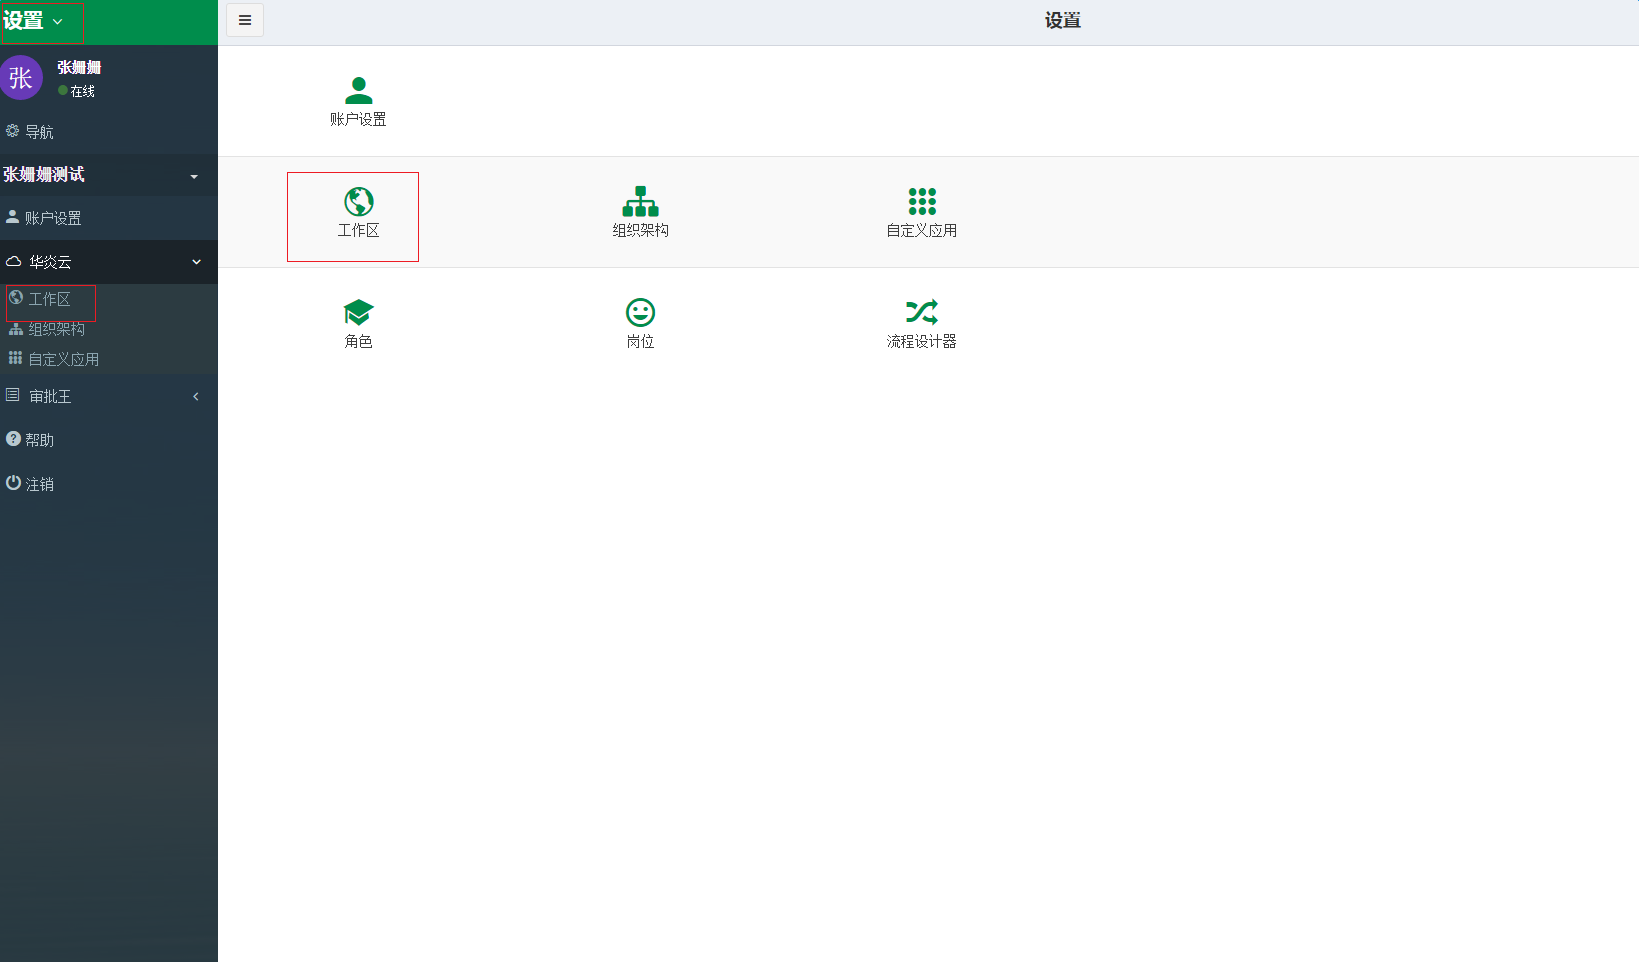 设置
张姗姗
在线
导航
张姗姗测试
账户设置
华炎云
工作区
组织架构
自定义应用
审批王
帮助
注销
设置
账户设置
工作区 组织架构 自定义应用
角色 岗位 流程设计器
张